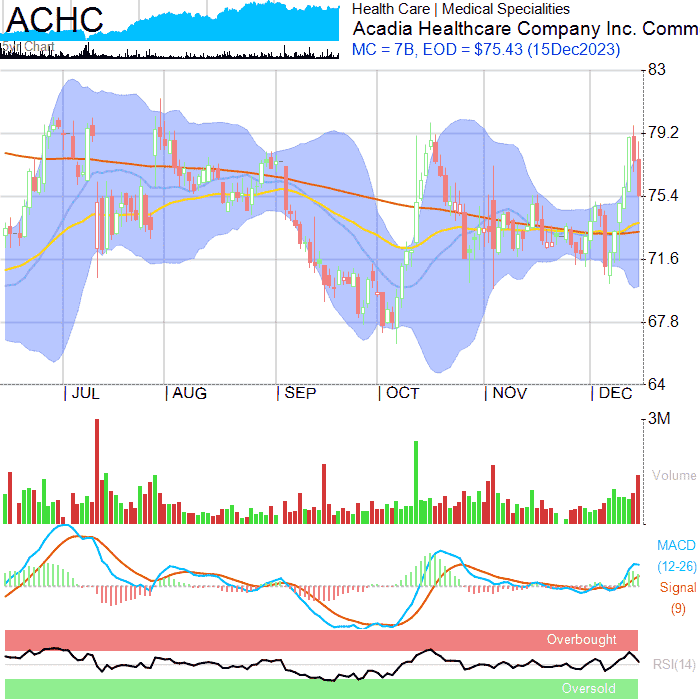 ACHC
5yr Chart
Health Care | Medical Specialities
Acadia Healthcare Company Inc. Comm
MC = 7B, EOD = $75.43 (15Dec2023)
83
79.2
75.4
71.6
67.8
64
| JUL | AUG | SEP | OCT | NOV | DEC
3M
Volume
MACD
(12-26)
Signal
(9)
Overbought
RSI(14)
Oversold